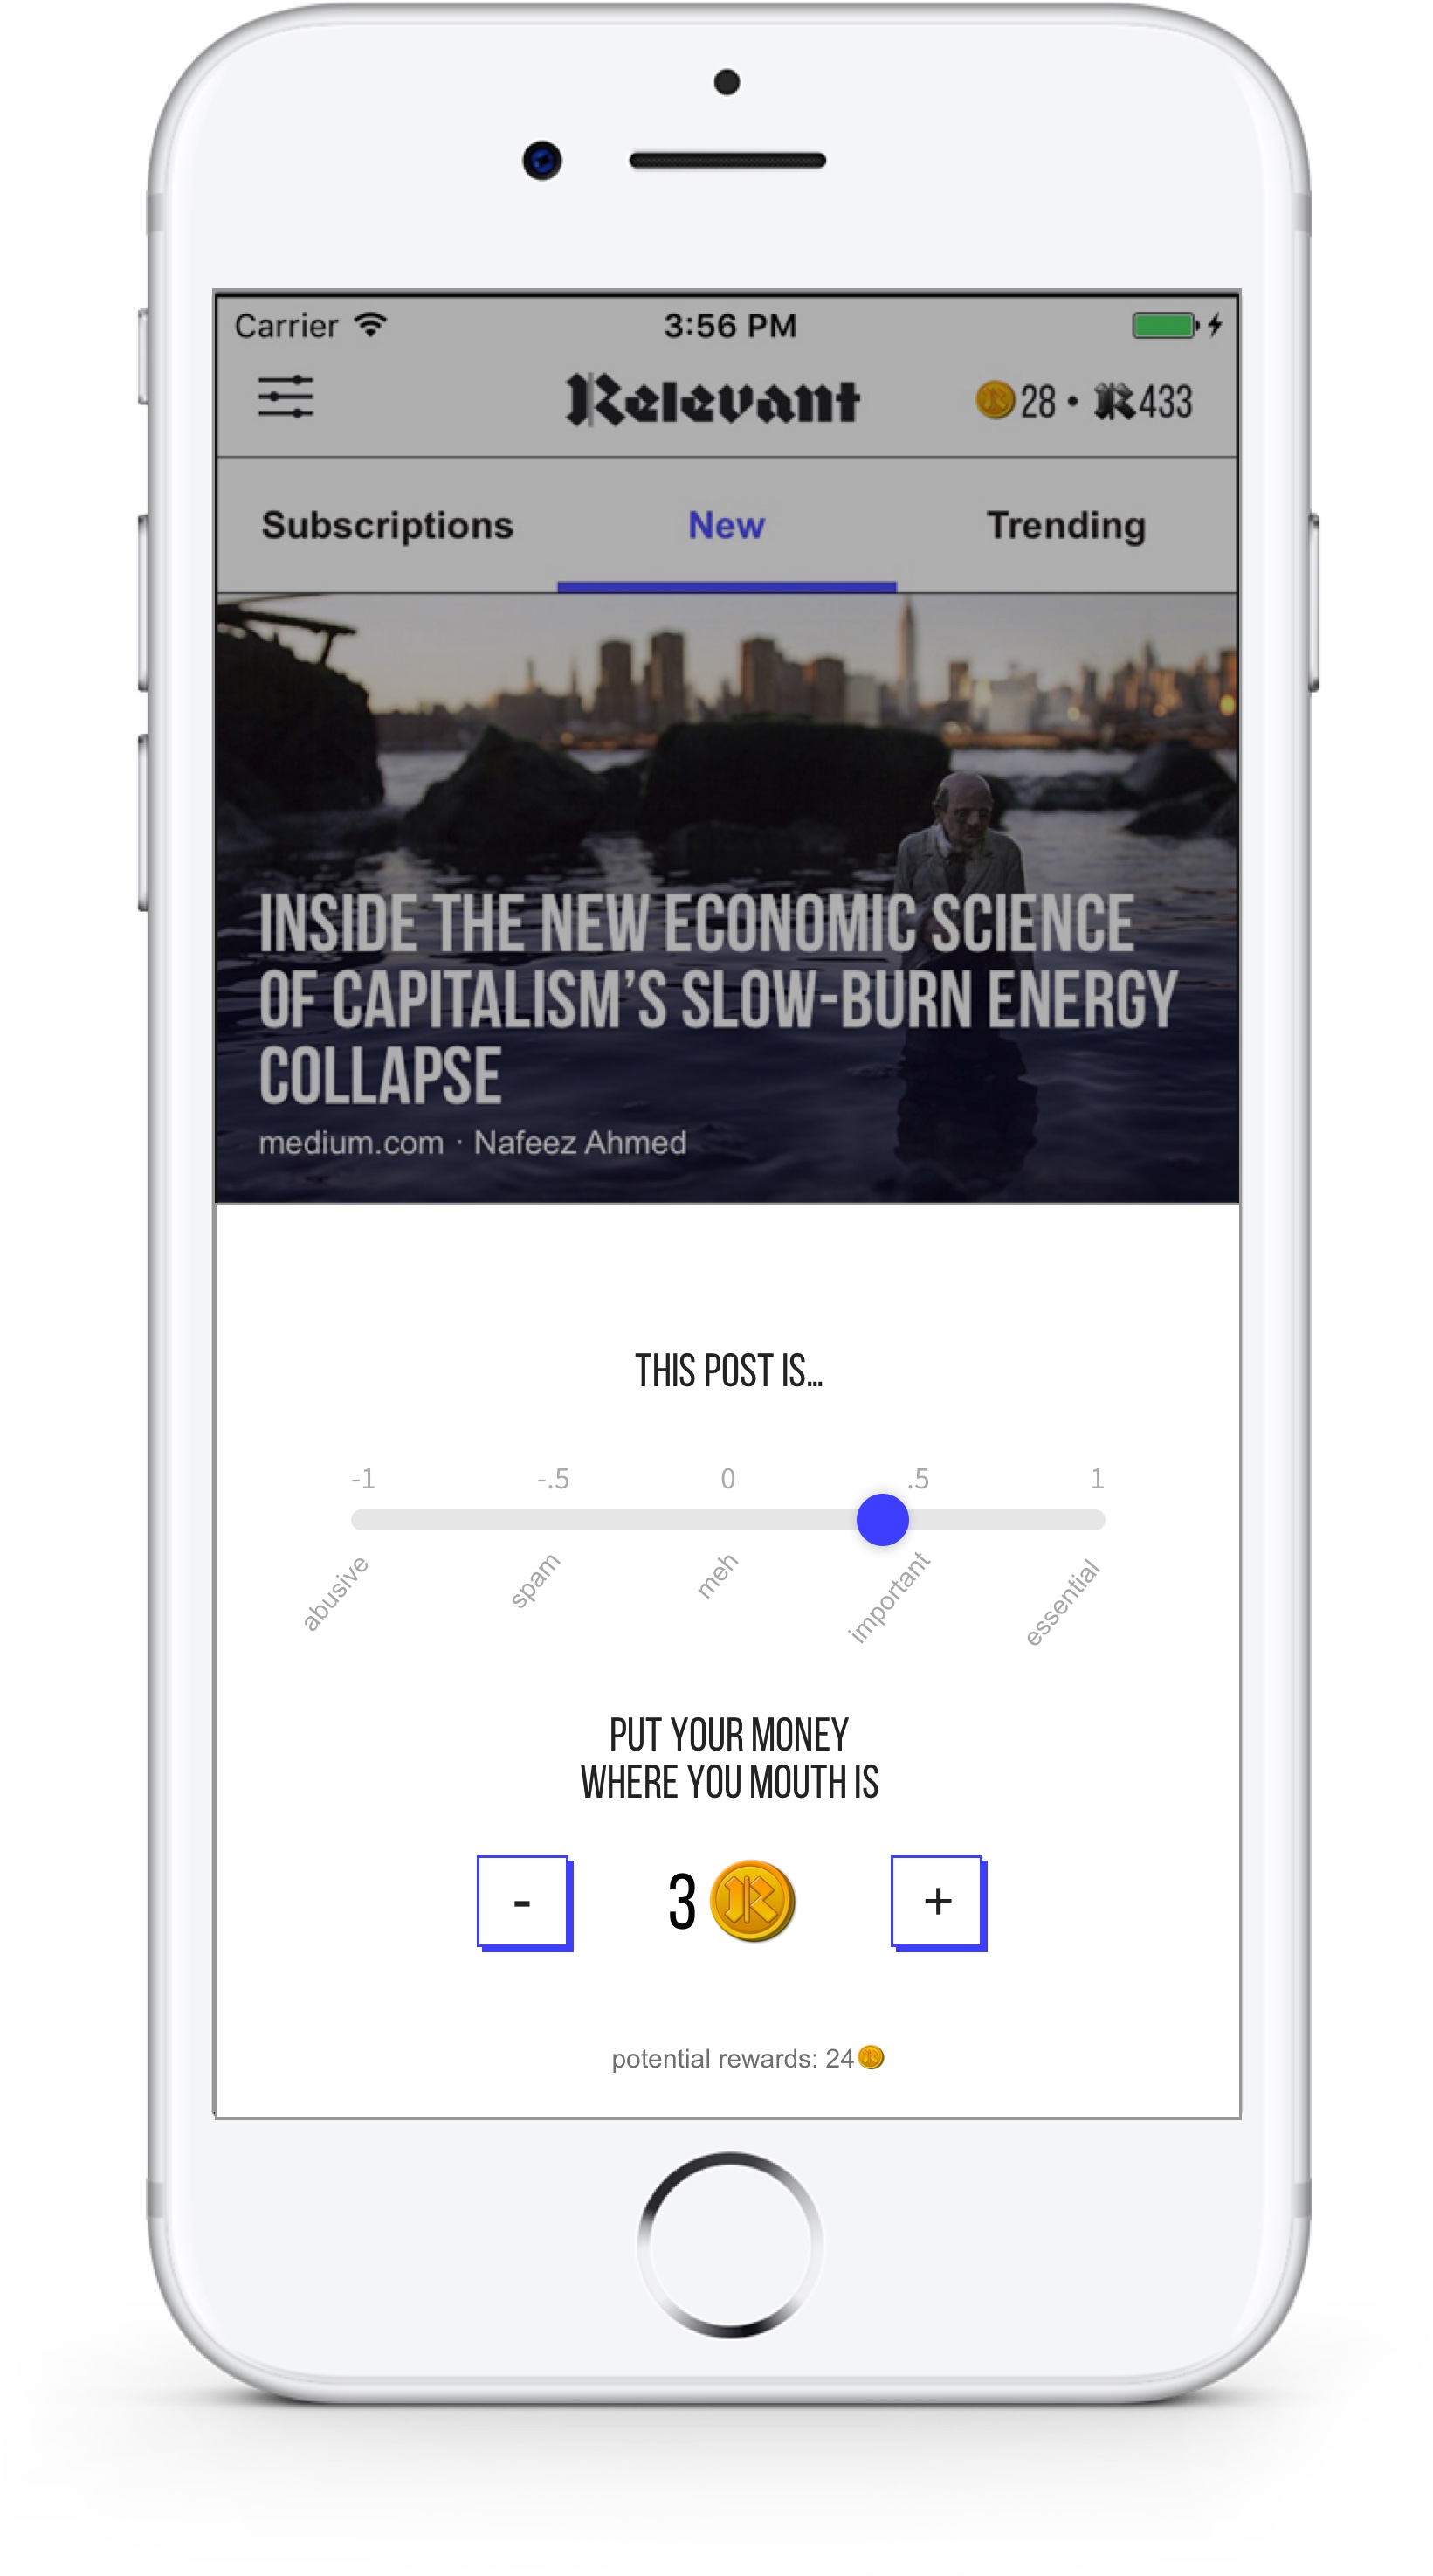 Carrier 3:56 PM
Relevant 28 • R 433
Subscriptions New Trending
INSIDE THE NEW ECONOMIC SCIENCE
OF CAPITALISM’S SLOW-BURN ENERGY
COLLAPSE
medium.com · Nafeez Ahmed
THIS POST IS...
-1 -.5 0 .5 1
abusive spam meh important essential
PUT YOUR MONEY
WHERE YOU MOUTH IS
- 3 R +
potential rewards: 24